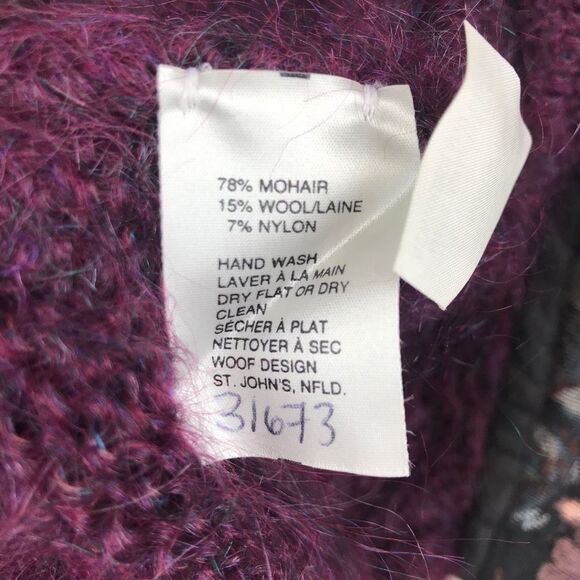 78% MOHAIR
15% WOOL/LAINE
7% NYLON
HAND WASH
LAVER À LA MAIN
DRY FLAT OR DRY
CLEAN
SÉCHER À PLAT
NETTOYER À SEC
WOOF DESIGN
ST. JOHN'S, NFLD.
31673